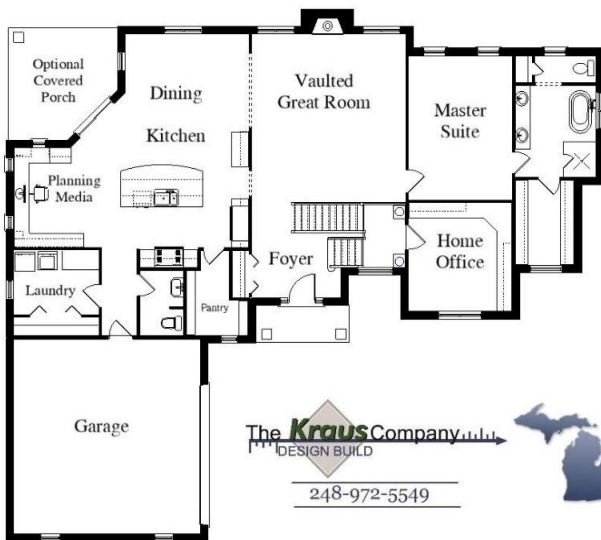 Optional
Covered
Porch
Dining
Kitchen
Vaulted
Great Room
Master
Suite
Planning
Media
Foyer
Home
Office
Laundry
Pantry
Garage
The Kraus Company
DESIGN BUILD
248-972-5549